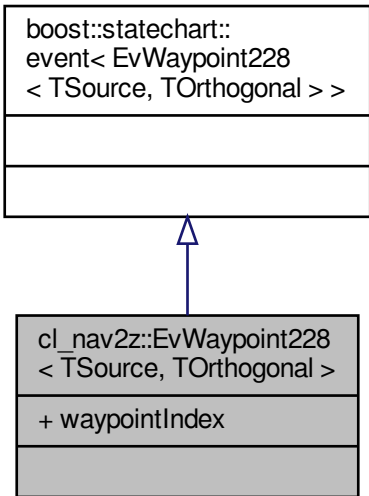 boost::statechart::
event< EvWaypoint228
< TSource, TOrthogonal > >
cl_nav2z::EvWaypoint228
< TSource, TOrthogonal >
+ waypointIndex